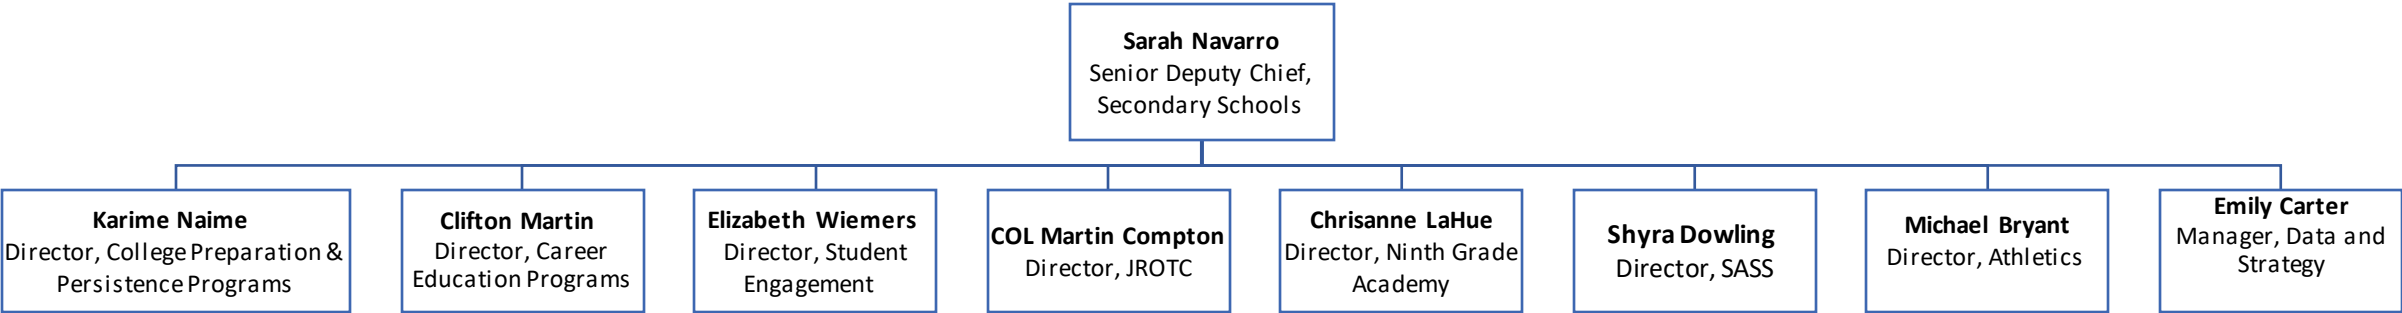 Sarah Navarro
Senior Deputy Chief,
Secondary Schools
Karime Naime
Director, College Preparation &
Persistence Programs
Clifton Martin
Director, Career
Education Programs
Elizabeth Wiemers
Director, Student
Engagement
COL Martin Compton
Director, JROTC
Chrisanne LaHue
Director, Ninth Grade
Academy
Shyra Dowling
Director, SASS
Michael Bryant
Director, Athletics
Emily Carter
Manager, Data and
Strategy